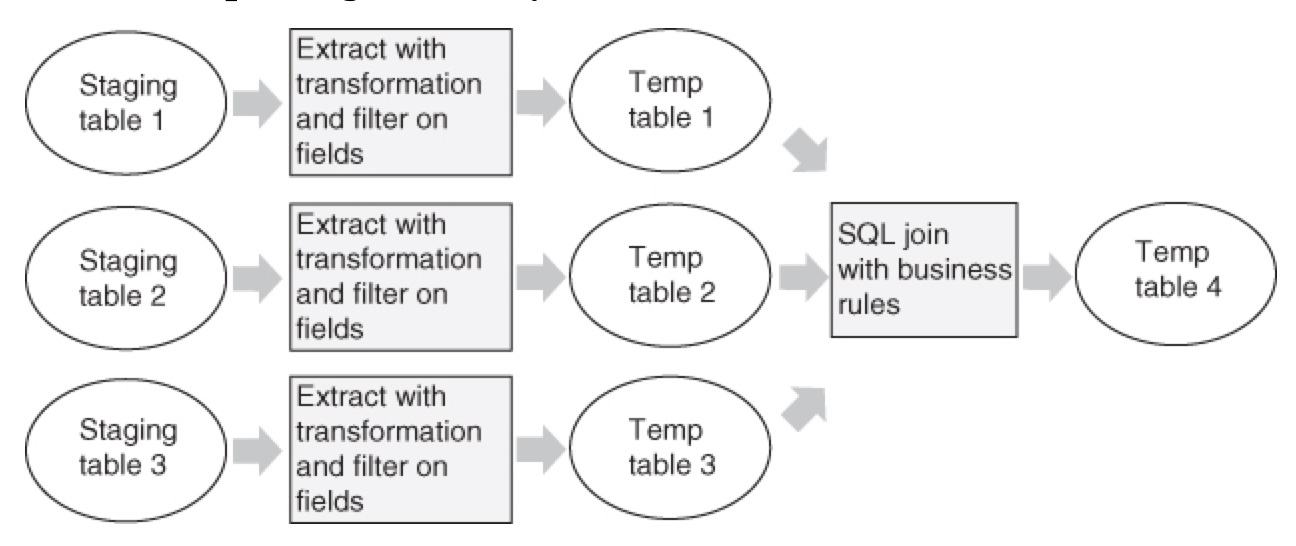 Staging
table 1
Extract with
transformation
and filter on
fields
Temp
table 1
Staging
table 2
Extract with
transformation
and filter on
fields
Temp
table 2
SQL join
with business
rules
Temp
table 4
Staging
table 3
Extract with
transformation
and filter on
fields
Temp
table 3